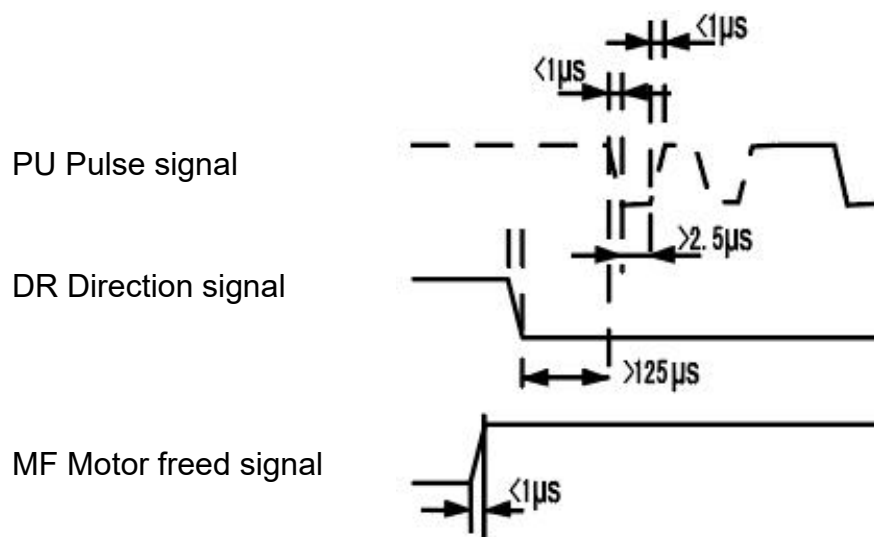 <1μs
<1μs
PU Pulse signal
>2.5μs
DR Direction signal
>125μs
MF Motor freed signal
<1μs